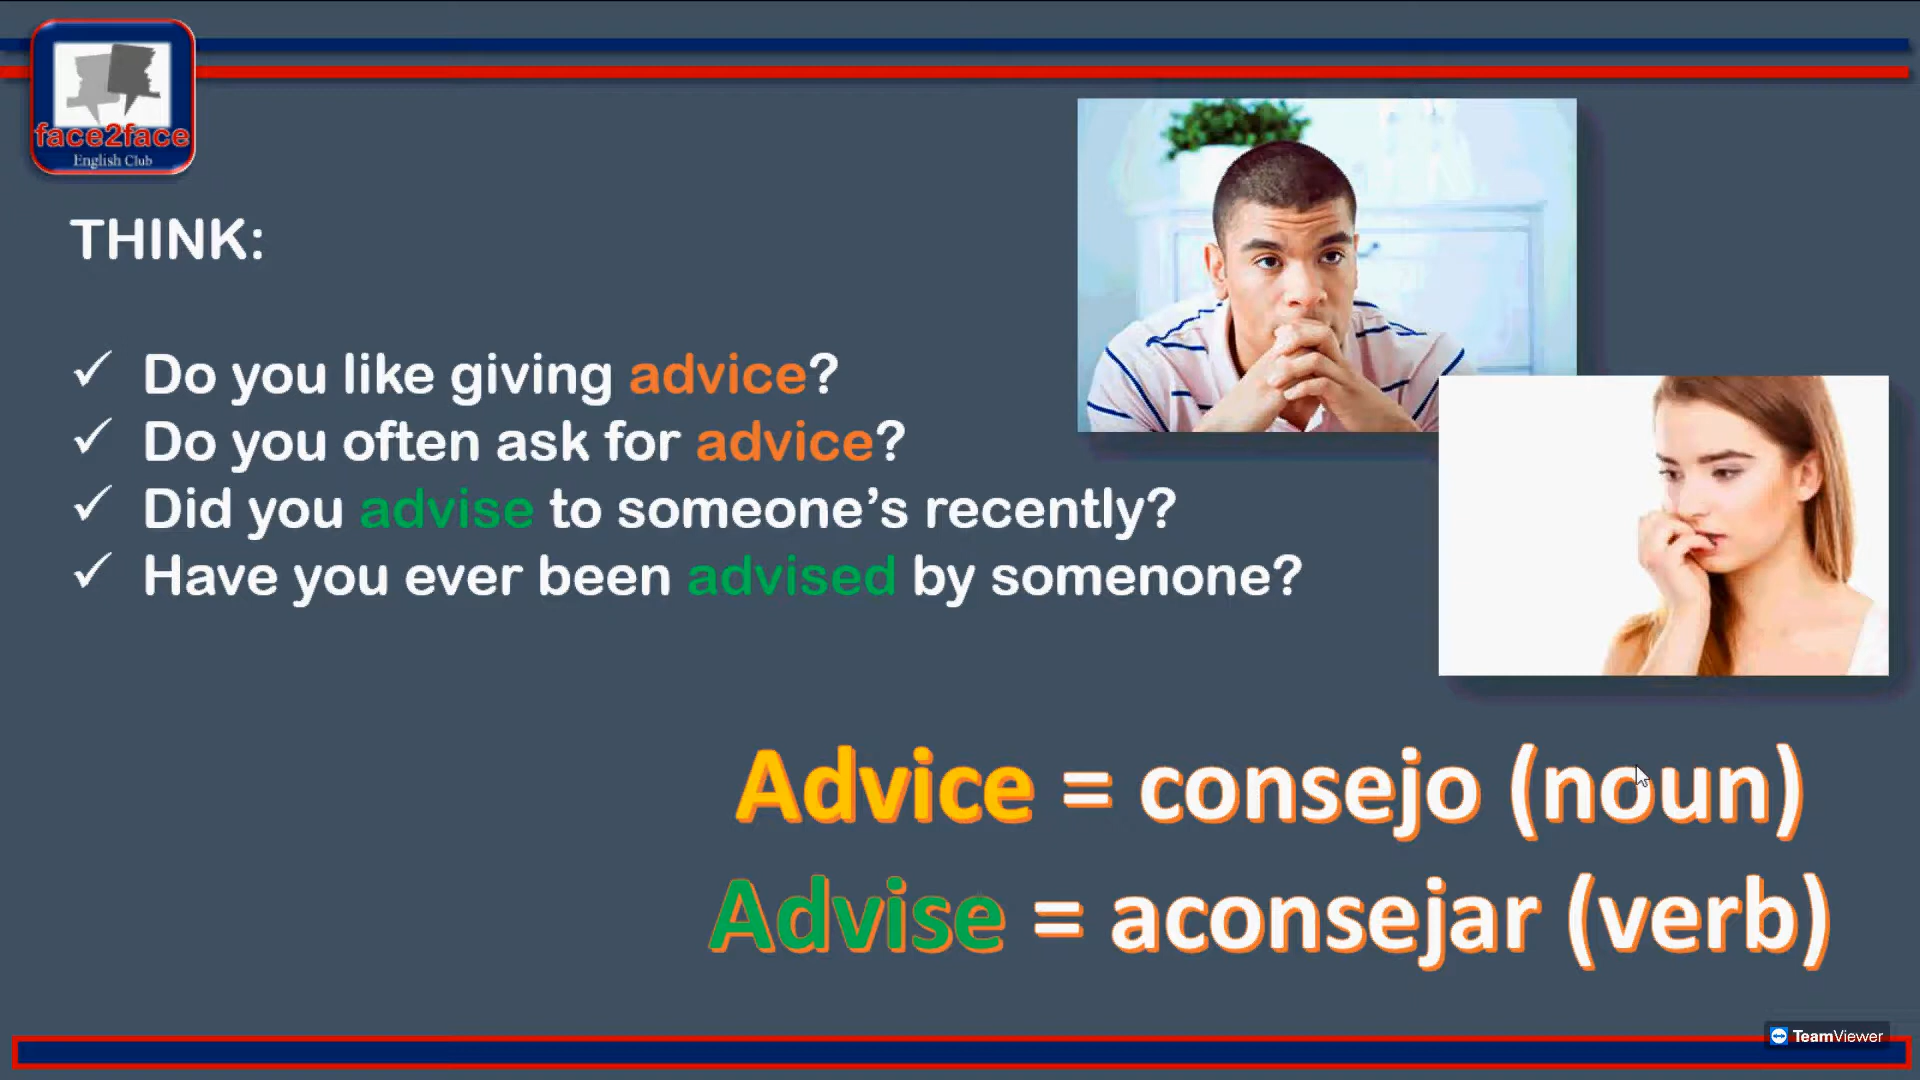 face2face
English Club
THINK:
✓ Do you like giving advice?
✓ Do you often ask for advice?
✓ Did you advise to someone’s recently?
✓ Have you ever been advised by somenone?
Advice = consejo (noun)
Advise = aconsejar (verb)
TeamViewer